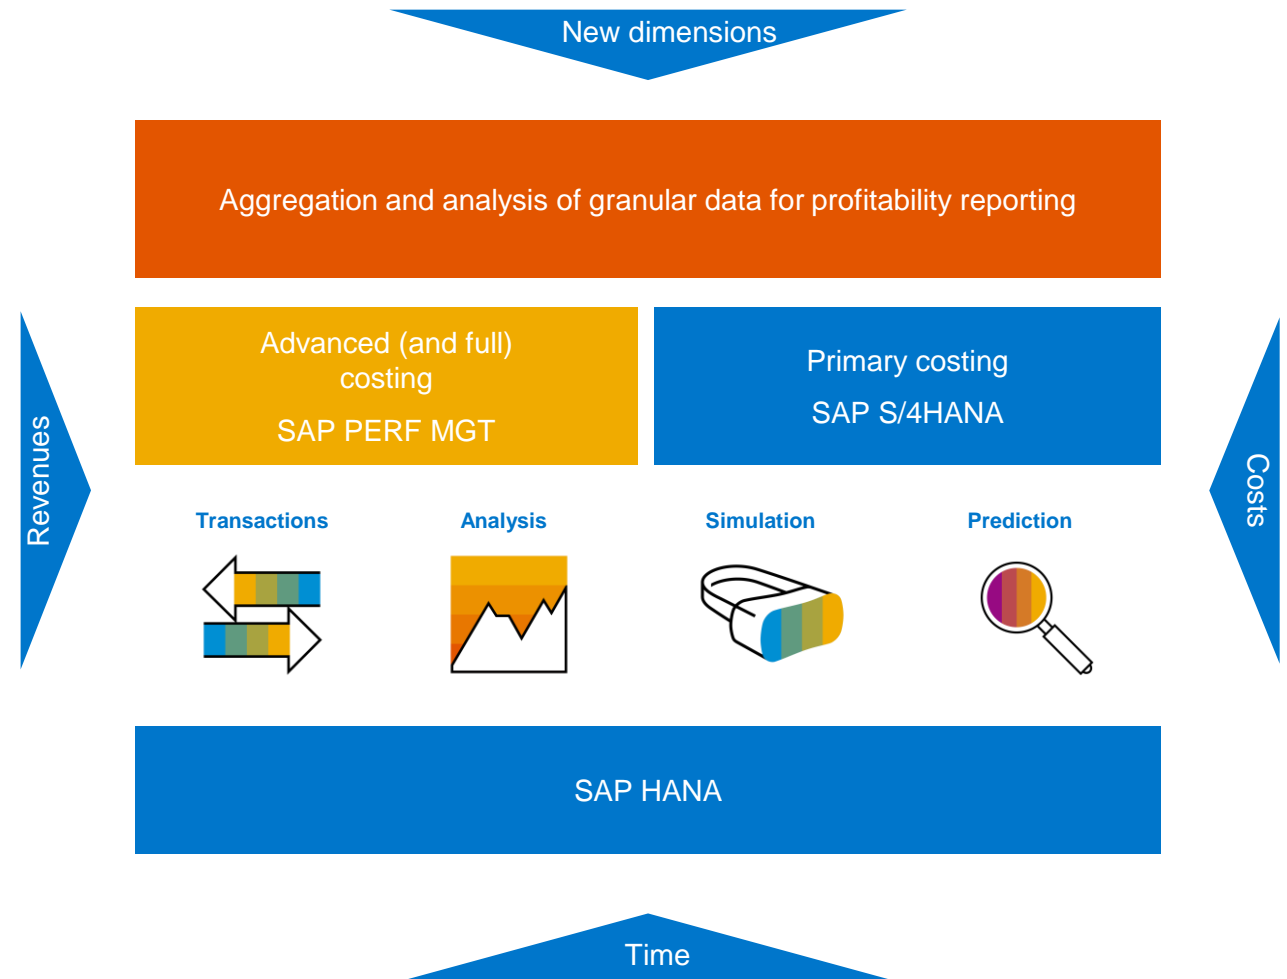 New dimensions
Aggregation and analysis of granular data for profitability reporting
Advanced (and full)
costing
SAP PERF MGT
Primary costing
SAP S/4HANA
Revenues
Costs
Transactions
Analysis
Simulation
Prediction
SAP HANA
Time